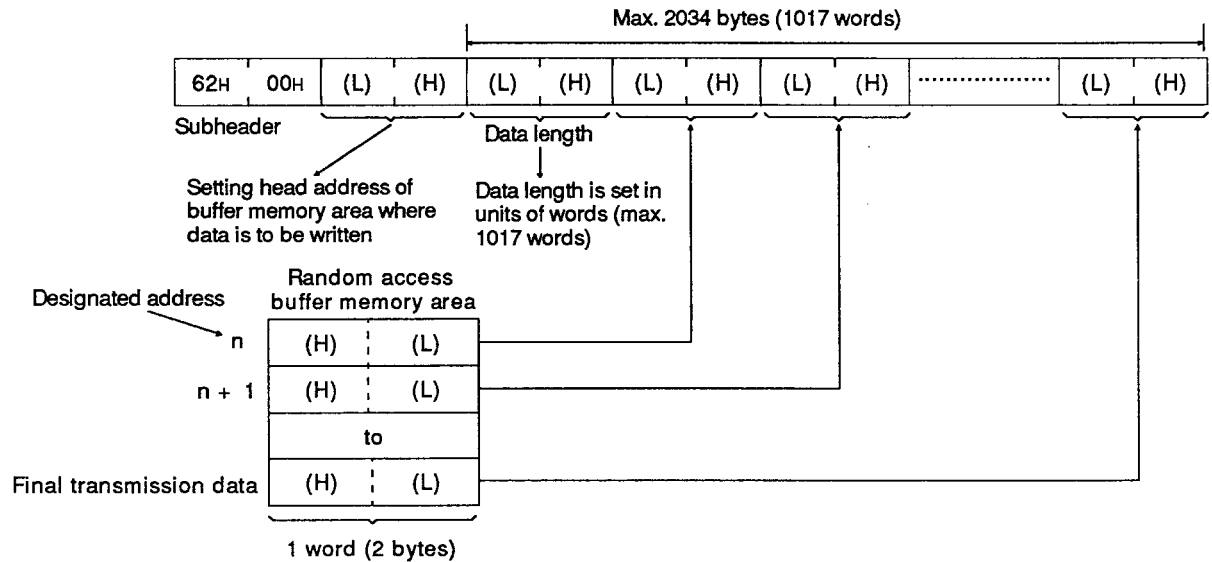 Max. 2034 bytes (1017 words)
62H 00H (L) (H) (L) (H) (L) (H) (L) (H) (L) (H)
Subheader
Data length
Setting head address of
buffer memory area where
data is to be written
Data length is set in
units of words (max.
1017 words)
Random access
buffer memory area
Designated address
n (H) (L)
n + 1 (H) (L)
to
Final transmission data (H) (L)
1 word (2 bytes)